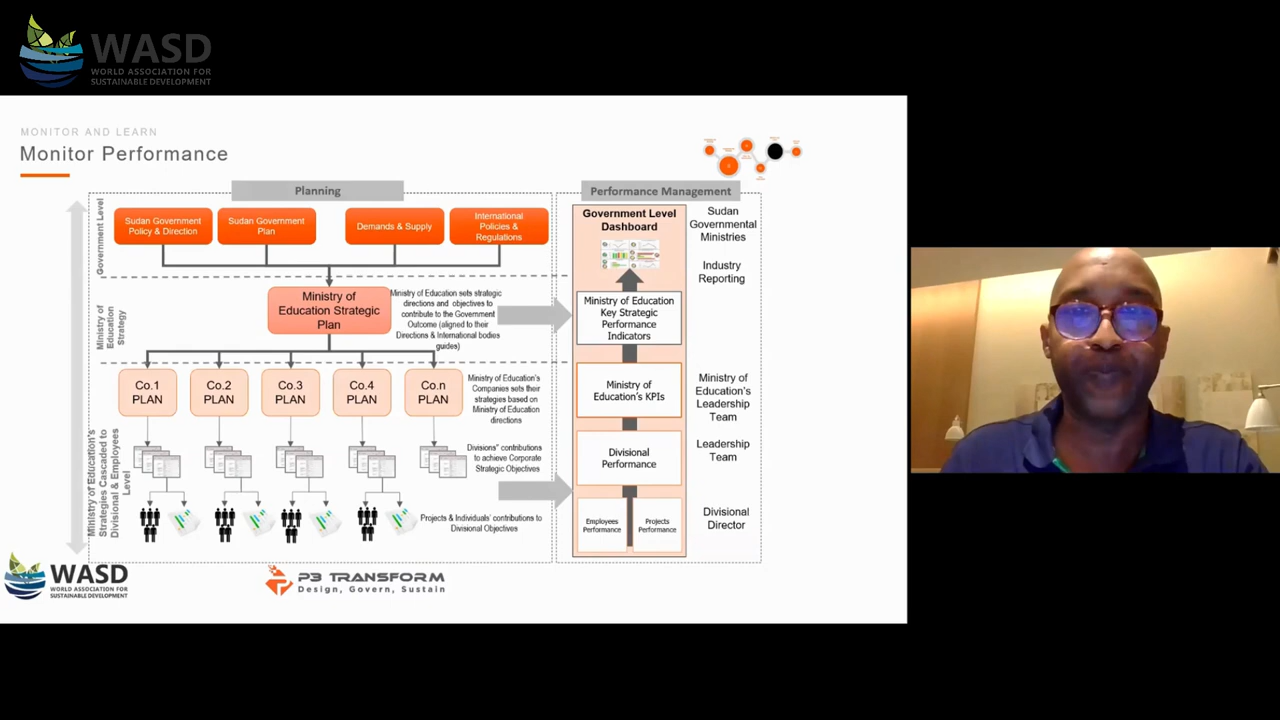 WASD
WORLD ASSOCIATION FOR
SUSTAINABLE DEVELOPMENT
MONITOR AND LEARN
Monitor Performance
Planning
Government Level
Sudan Government
Policy & Direction
Sudan Government
Plan
Demands & Supply
International
Policies &
Regulations
Ministry of
Education
Strategy
Ministry of
Education Strategic
Plan
Ministry of Education sets strategic
directions and objectives to
contribute to the Government
Outcome (aligned to their
Directions & International bodies
guides)
Ministry of Education's
Strategies Cascaded to
Divisional & Employees
Level
Co.1
PLAN
Co.2
PLAN
Co.3
PLAN
Co.4
PLAN
Co.n
PLAN
Ministry of Education's
Companies sets their
strategies based on
Ministry of Education
directions
Divisions" contributions
to achieve Corporate
Strategic Objectives
Projects & Individuals' contributions to
Divisional Objectives
Performance Management
Government Level
Dashboard
Sudan
Governmental
Ministries
Industry
Reporting
Ministry of Education
Key Strategic
Performance
Indicators
Ministry of
Education's KPIs
Ministry of
Education's
Leadership
Team
Divisional
Performance
Leadership
Team
Employees
Performance
Projects
Performance
Divisional
Director
WASD
WORLD ASSOCIATION FOR
SUSTAINABLE DEVELOPMENT
P3 TRANSFORM
Design, Govern, Sustain